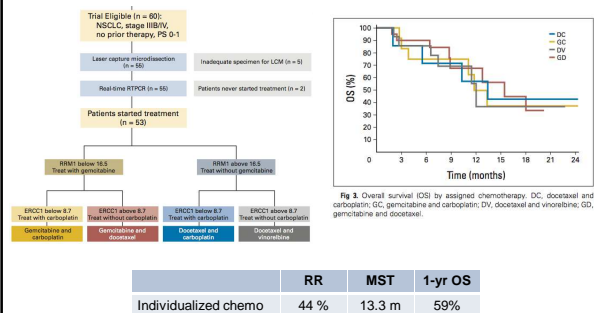 Trial Eligible (n = 60):
NSCLC, stage IIIB/IV,
no prior therapy, PS 0-1
Laser capture microdissection
(n = 55)
Inadequate specimen for LCM (n = 5)
Real-time RTPCR (n = 55)
Patients never started treatment (n = 2)
Patients started treatment
(n = 53)
RRM1 below 16.5
Treat with gemcitabine
RRM1 above 16.5
Treat without gemcitabine
ERCC1 below 8.7
Treat with carboplatin
ERCC1 above 8.7
Treat without carboplatin
ERCC1 below 8.7
Treat with carboplatin
ERCC1 above 8.7
Treat without carboplatin
Gemcitabine and
carboplatin
Gemcitabine and
docetaxel
Docetaxel and
carboplatin
Docetaxel and
vinorelbine
OS (%)
100
90
80
70
60
50
40
30
20
10
0 3 6 9 12 15 18 21 24
Time (months)
DC
GC
DV
GD
Fig 3. Overall survival (OS) by assigned chemotherapy. DC, docetaxel and
carboplatin; GC, gemcitabine and carboplatin; DV, docetaxel and vinorelbine; GD,
gemcitabine and docetaxel.
RR MST 1-yr OS
Individualized chemo 44 % 13.3 m 59%